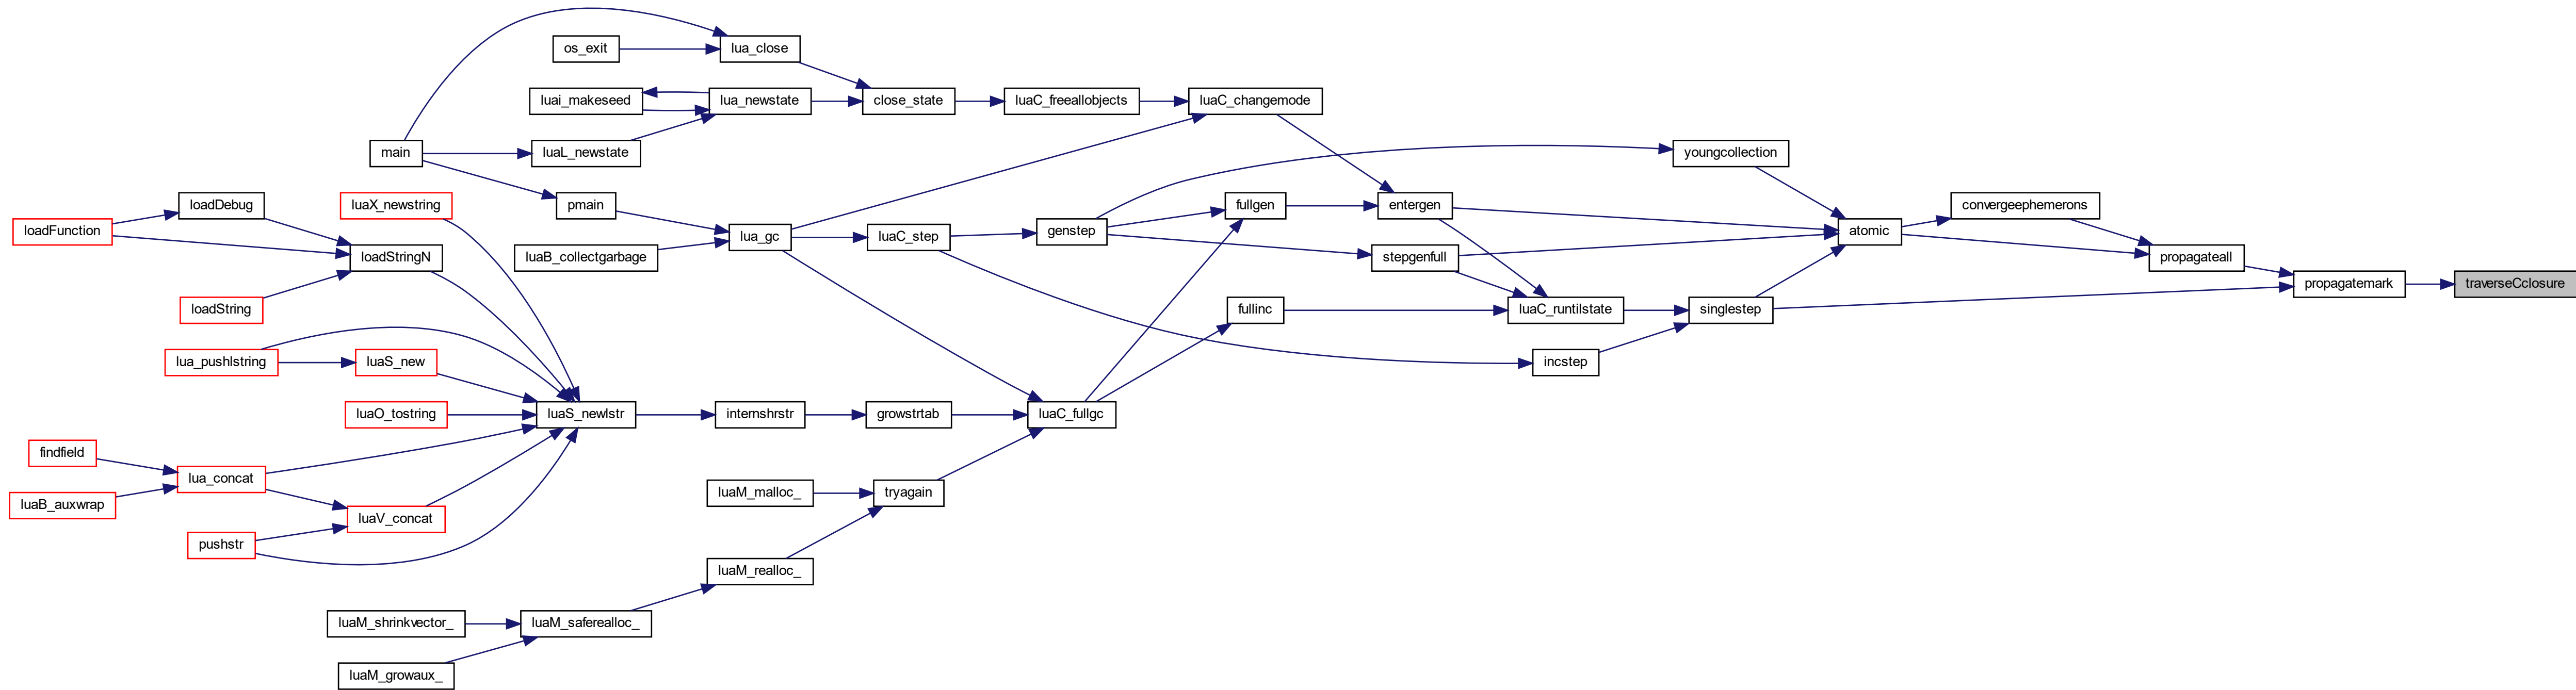 os_exit
lua_close
luai_makeseed
lua_newstate
close_state
luaC_freeallobjects
luaC_changemode
main
luaL_newstate
youngcollection
loadFunction
loadDebug
luaX_newstring
pmain
fullgen
entergen
convergeephemerons
loadStringN
luaB_collectgarbage
lua_gc
luaC_step
genstep
stepgenfull
atomic
propagateall
loadString
fullinc
luaC_runtilstate
singlestep
propagatemark
traverseCclosure
lua_pushlstring
luaS_new
incstep
luaO_tostring
luaS_newlstr
internshrstr
growstrtab
luaC_fullgc
findfield
lua_concat
luaB_auxwrap
luaV_concat
pushstr
luaM_malloc_
tryagain
luaM_realloc_
luaM_shrinkvector_
luaM_saferealloc_
luaM_growaux_